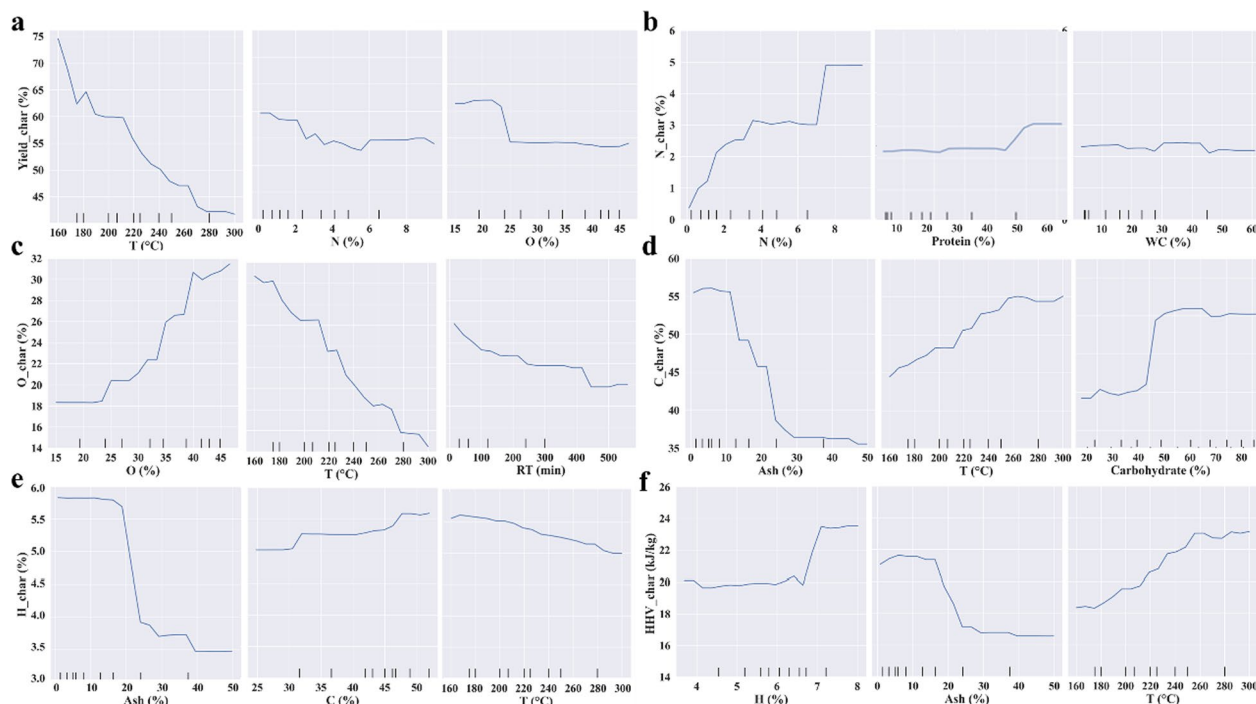 a
75
70
65
60
55
50
45
Yield_char (%)
160 180 200 220 240 260 280 300
T (°C)
0 2 4 6 8
N (%)
15 20 25 30 35 40 45
O (%)
b
6
5
4
3
2
1
0
N_char (%)
0 2 4 6 8
N (%)
10 20 30 40 50 60
Protein (%)
6
0
0 10 20 30 40 50 60
WC (%)
c
32
30
28
26
24
22
20
18
16
14
O_char (%)
15 20 25 30 35 40 45
O (%)
160 180 200 220 240 260 280 300
T (°C)
0 100 200 300 400 500
RT (min)
d
60
55
50
45
40
35
C_char (%)
0 10 20 30 40 50
Ash (%)
160 180 200 220 240 260 280 300
T (°C)
20 30 40 50 60 70 80
Carbohydrate (%)
e
6.0
5.5
5.0
4.5
4.0
3.5
3.0
H_char (%)
0 10 20 30 40 50
Ash (%)
25 30 35 40 45 50
C (%)
160 180 200 220 240 260 280 300
T (°C)
f
26
24
22
20
18
16
14
HHV_char (kJ/kg)
4 5 6 7 8
H (%)
0 10 20 30 40 50
Ash (%)
160 180 200 220 240 260 280 300
T (°C)